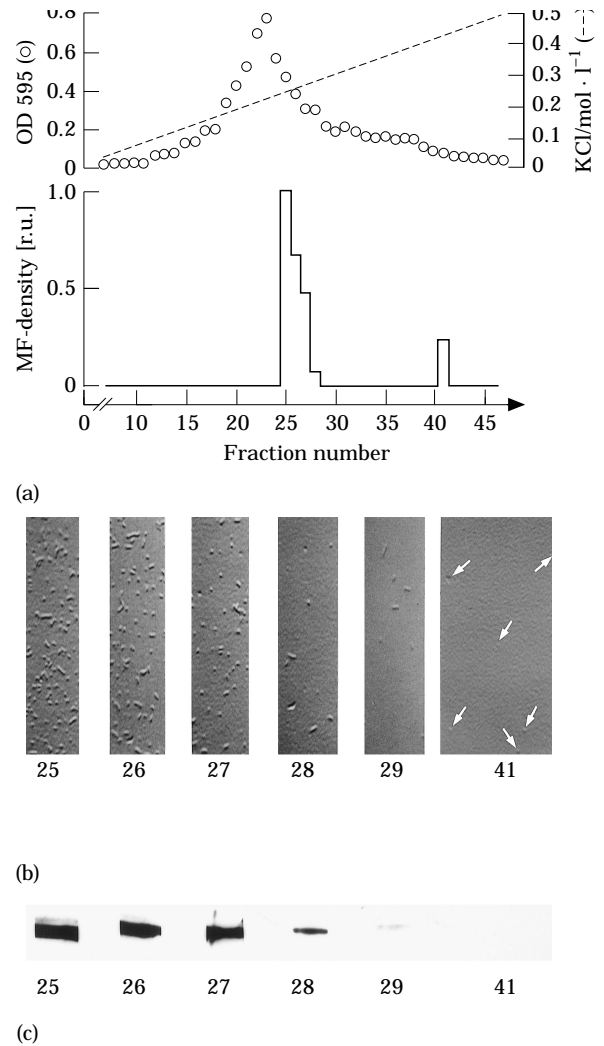 0.8
0.6
0.4
0.2
0
OD 595 (○)
0.5
0.4
0.3
0.2
0.1
0
KCl/mol · l⁻¹ (---)
1.0
0.5
0
MF-density [r.u.]
0 10 15 20 25 30 35 40 45
Fraction number
(a)
25 26 27 28 29 41
(b)
25 26 27 28 29 41
(c)